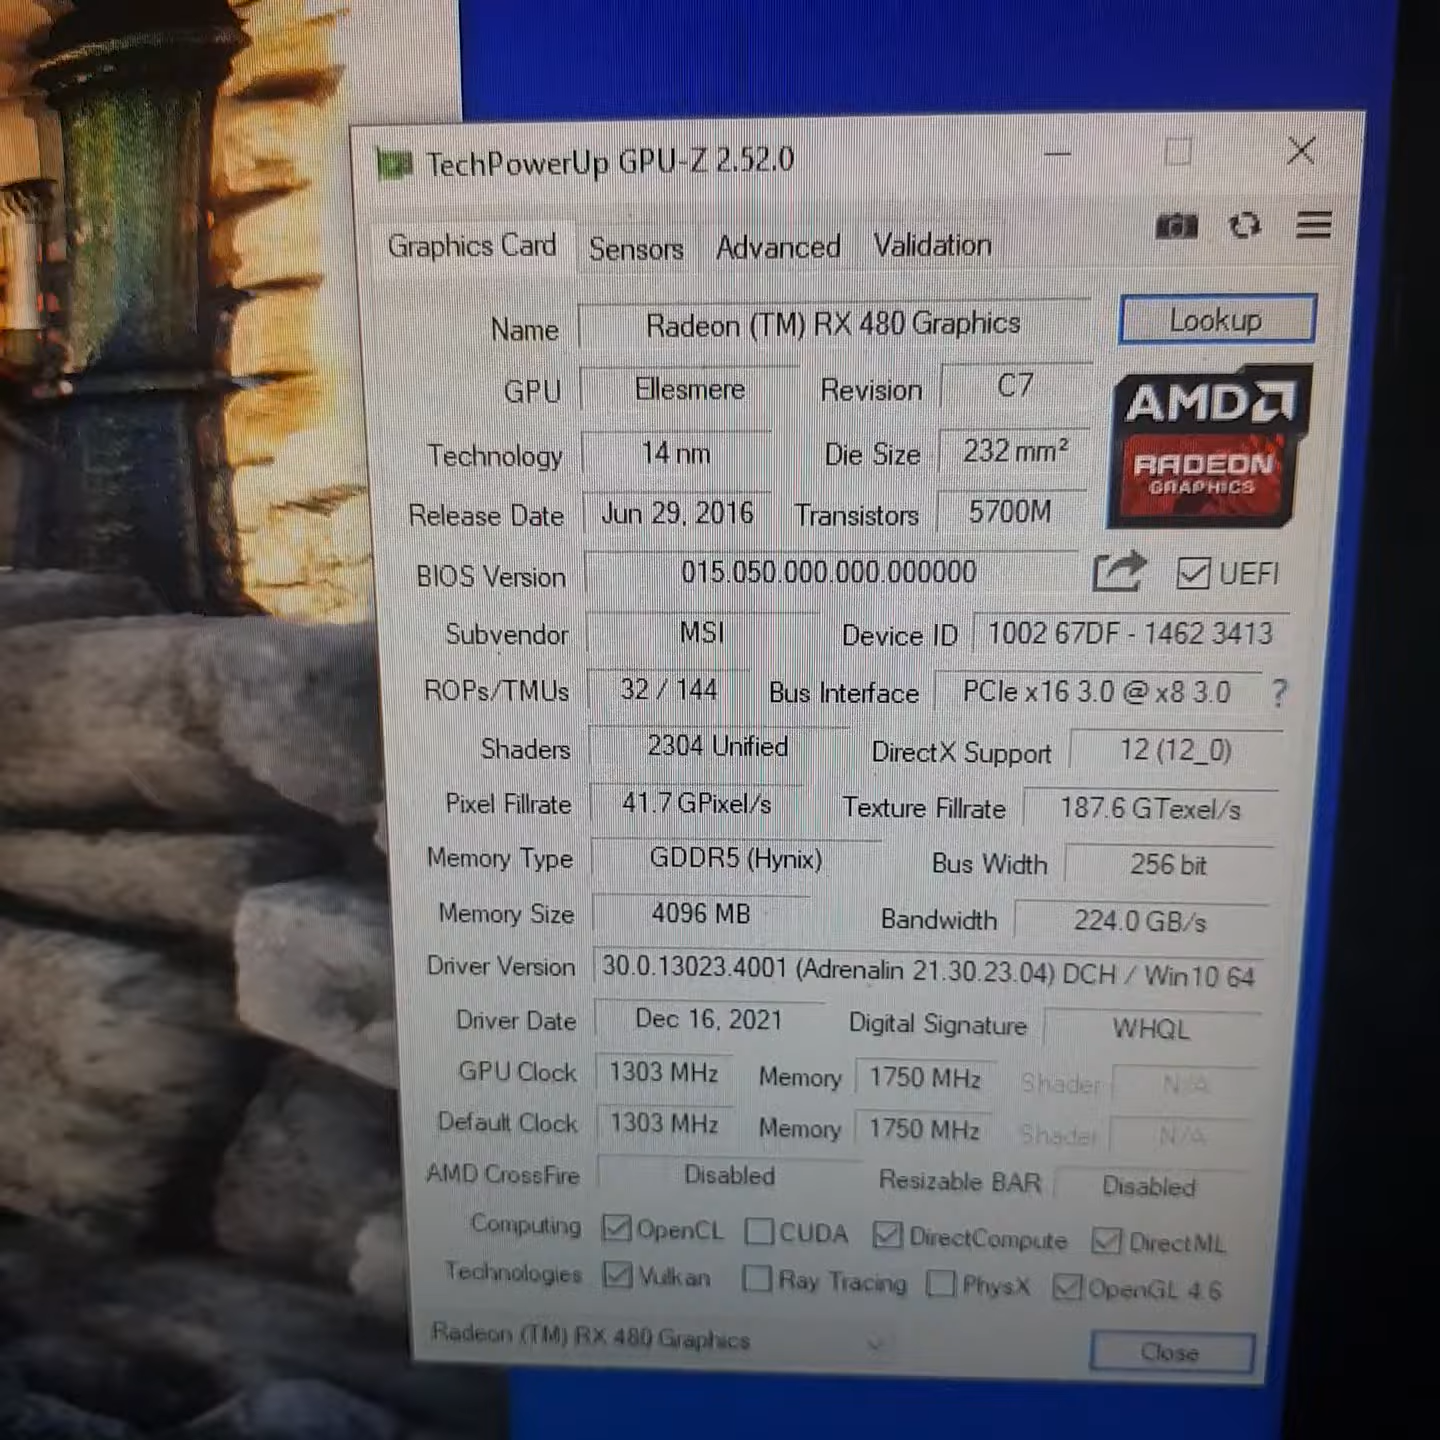 TechPowerUp GPU-Z 2.52.0
Graphics Card Sensors Advanced Validation
Name Radeon (TM) RX 480 Graphics Lookup
GPU Ellesmere Revision C7
AMD
RADEON
GRAPHICS
Technology 14 nm Die Size 232 mm²
Release Date Jun 29, 2016 Transistors 5700M
BIOS Version 015.050.000.000.000000 UEFI
Subvendor MSI Device ID 1002 67DF - 1462 3413
ROPs/TMUs 32 / 144 Bus Interface PCIe x16 3.0 @ x8 3.0 ?
Shaders 2304 Unified DirectX Support 12 (12_0)
Pixel Fillrate 41.7 GPixel/s Texture Fillrate 187.6 GTexel/s
Memory Type GDDR5 (Hynix) Bus Width 256 bit
Memory Size 4096 MB Bandwidth 224.0 GB/s
Driver Version 30.0.13023.4001 (Adrenalin 21.30.23.04) DCH / Win10 64
Driver Date Dec 16, 2021 Digital Signature WHQL
GPU Clock 1303 MHz Memory 1750 MHz Shader N/A
Default Clock 1303 MHz Memory 1750 MHz Shader N/A
AMD CrossFire Disabled Resizable BAR Disabled
Computing OpenCL CUDA DirectCompute DirectML
Technologies Vulkan Ray Tracing PhysX OpenGL 4.6
Radeon (TM) RX 480 Graphics Close